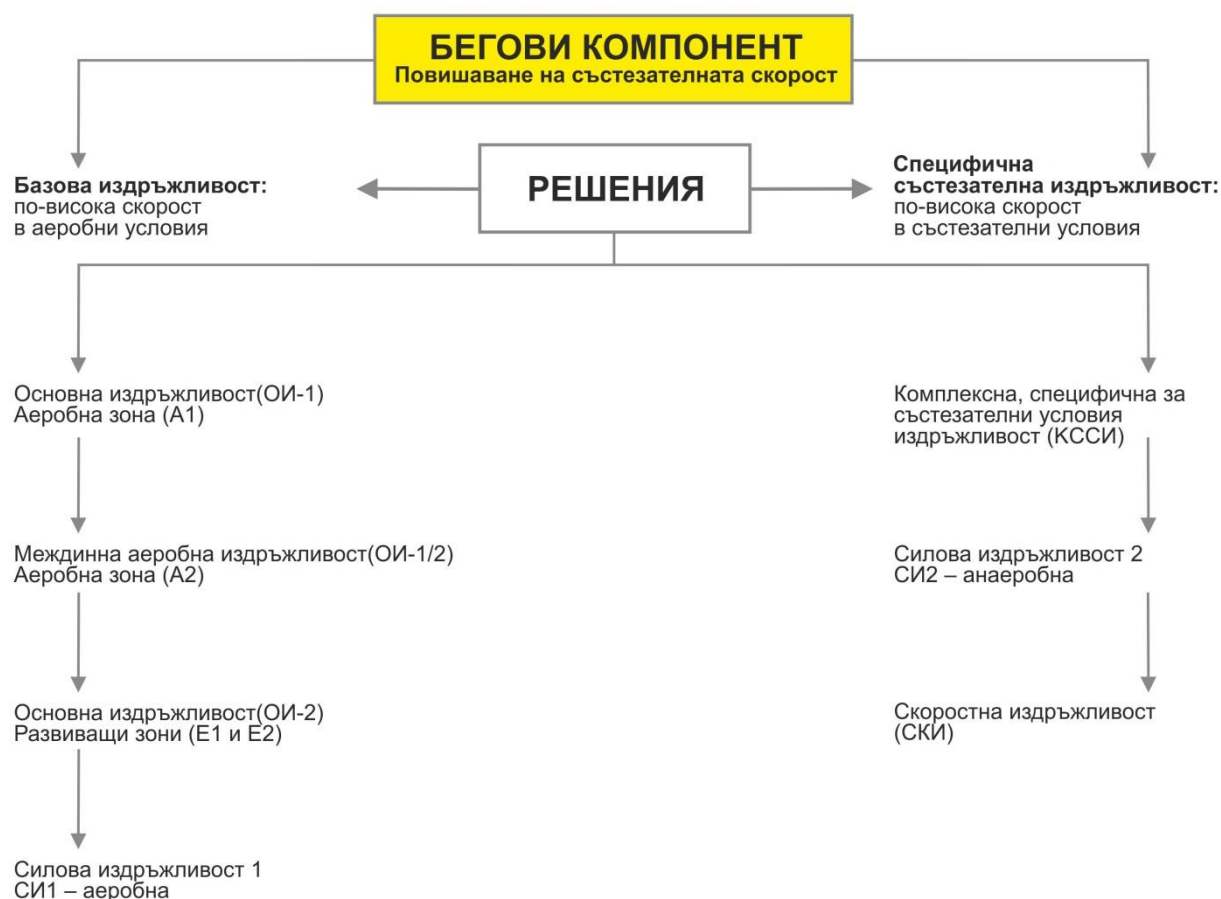 БЕГОВИ КОМПОНЕНТ
Повишаване на състезателната скорост
Базова издръжливост:
по-висока скорост
в аеробни условия
РЕШЕНИЯ
Специфична
състезателна издръжливост:
по-висока скорост
в състезателни условия
Основна издръжливост(ОИ-1)
Аеробна зона (А1)
Междинна аеробна издръжливост(ОИ-1/2)
Аеробна зона (А2)
Основна издръжливост(ОИ-2)
Развиващи зони (Е1 и Е2)
Силова издръжливост 1
СИ1 – аеробна
Комплексна, специфична за
състезателни условия
издръжливост (КССИ)
Силова издръжливост 2
СИ2 – анаеробна
Скоростна издръжливост
(СКИ)